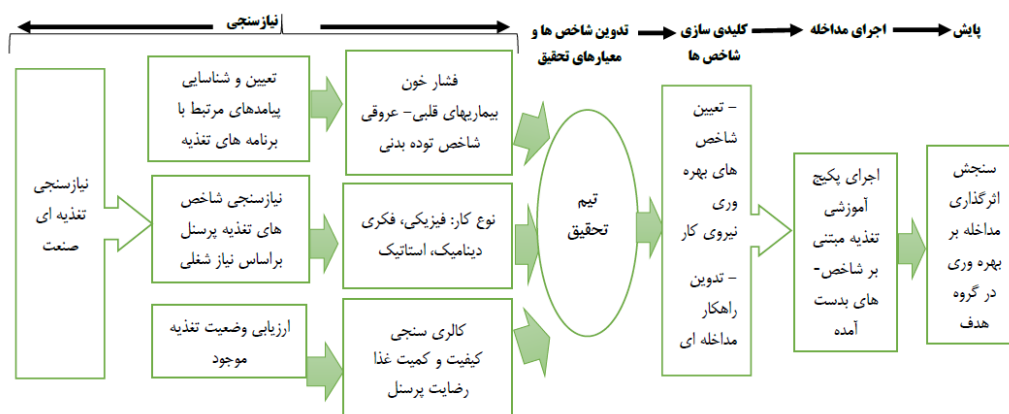 نیازسنجی
تدوین شاخص ها و
معیارهای تحقیق
کلیدی سازی
شاخص ها
اجرای مداخله
پایش
نیازسنجی
تغذیه ای
صنعت
تعیین و شناسایی
پیامدهای مرتبط با
برنامه های تغذیه
نیازسنجی شاخص
های تغذیه پرسنل
براساس نیاز شغلی
ارزیابی وضعیت تغذیه
موجود
فشار خون
بیماریهای قلبی- عروقی
شاخص توده بدنی
نوع کار: فیزیکی، فکری
دینامیک، استاتیک
کالری سنجی
کیفیت و کمیت غذا
رضایت پرسنل
تیم
تحقیق
- تعیین
شاخص
های بهره
وری
نیروی کار
- تدوین
راهکار
مداخله ای
اجرای پکیج
آموزشی
تغذیه مبتنی
بر شاخص-
های بدست
آمده
سنجش
اثرگذاری
مداخله بر
بهره وری
در گروه
هدف